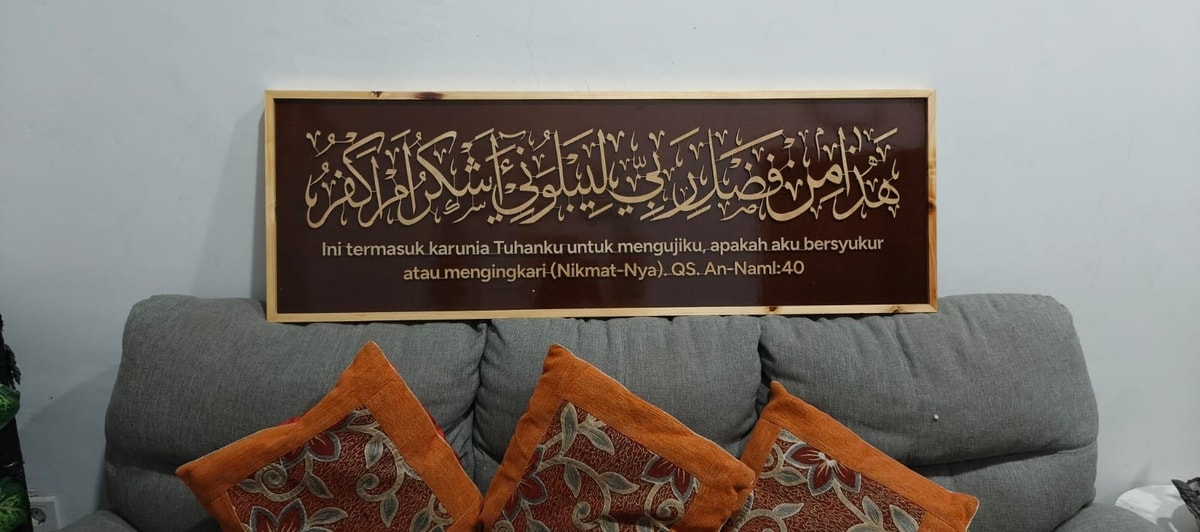 هَٰذَا مِن فَضْلِ رَبِّي لِيَبْلُوَنِي أَأَشْكُرُ أَمْ أَكْفُرُ
Ini termasuk karunia Tuhanku untuk mengujiku, apakah aku bersyukur
atau mengingkari (Nikmat-Nya). QS. An-Naml:40